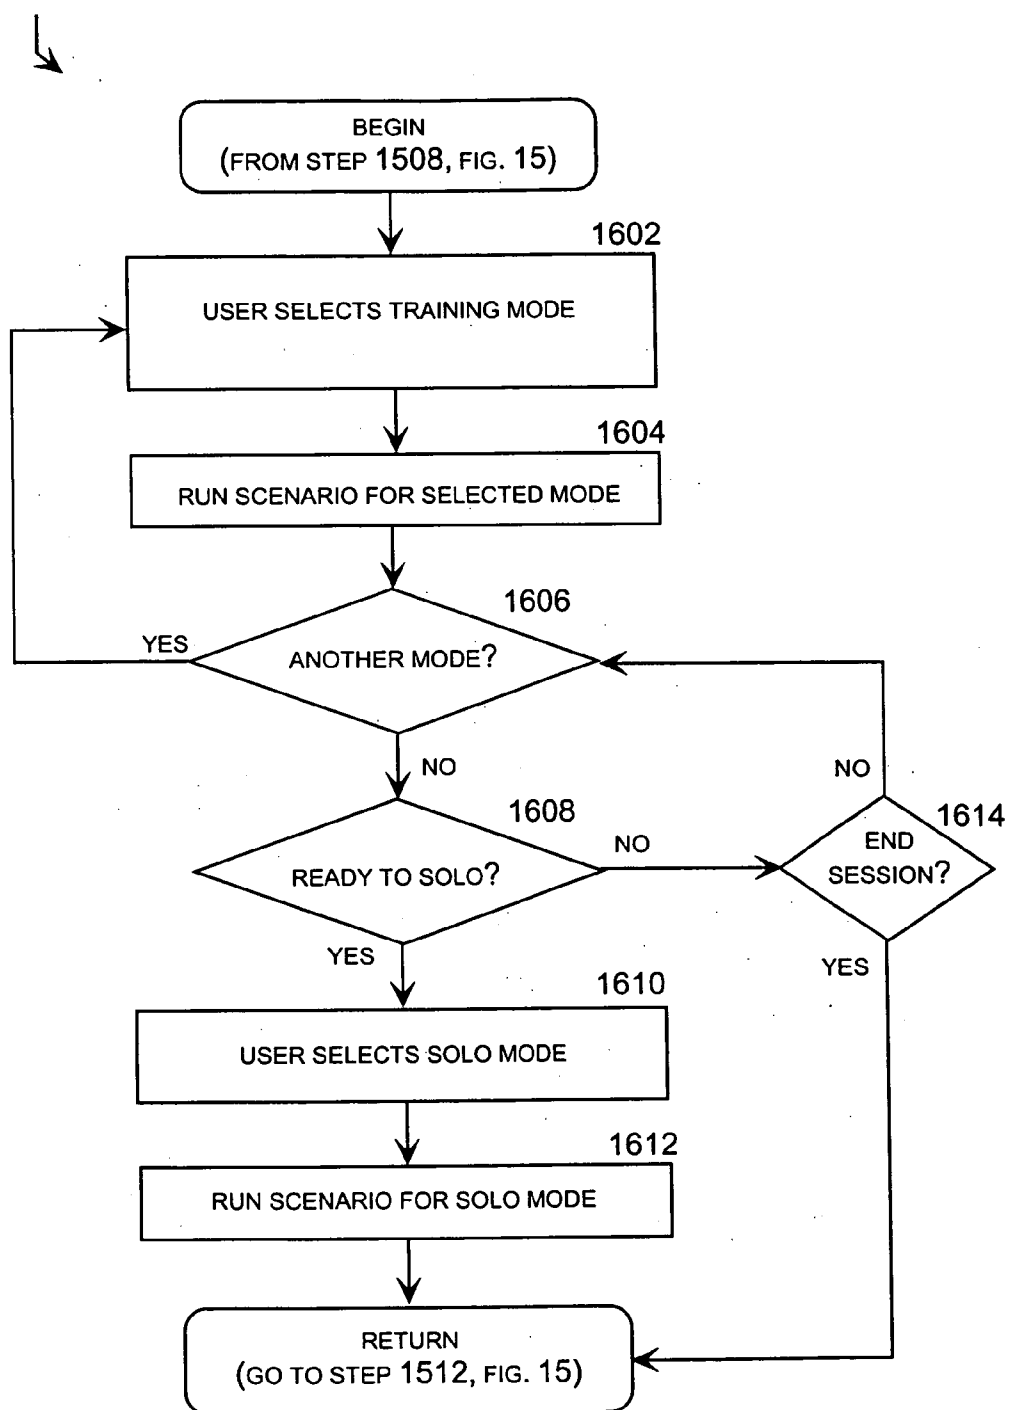 BEGIN
(FROM STEP 1508, FIG. 15)
1602
USER SELECTS TRAINING MODE
1604
RUN SCENARIO FOR SELECTED MODE
1606
YES
ANOTHER MODE?
NO
NO
1608
1614
NO
END
SESSION?
READY TO SOLO?
YES
YES
1610
USER SELECTS SOLO MODE
1612
RUN SCENARIO FOR SOLO MODE
RETURN
(GO TO STEP 1512, FIG. 15)